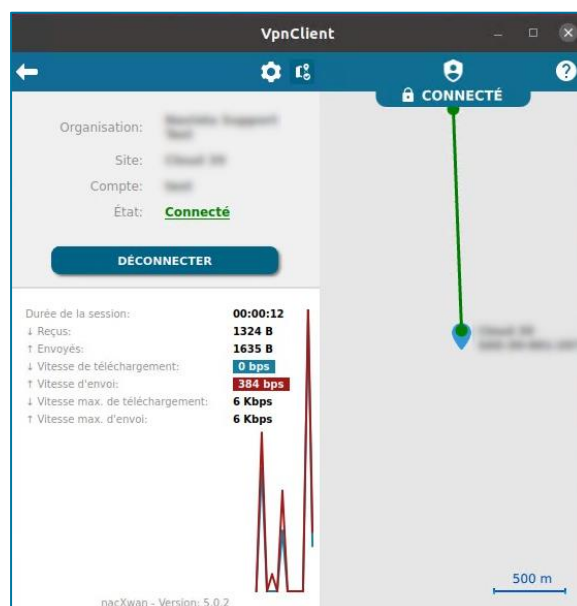 VpnClient
CONNECTÉ
Organisation:
Site:
Compte:
État: Connecté
DÉCONNECTER
Durée de la session: 00:00:12
↓ Reçus: 1324 B
↑ Envoyés: 1635 B
↓ Vitesse de téléchargement: 0 bps
↑ Vitesse d'envoi: 384 bps
↓ Vitesse max. de téléchargement: 6 Kbps
↑ Vitesse max. d'envoi: 6 Kbps
500 m
nacXwan - Version: 5.0.2